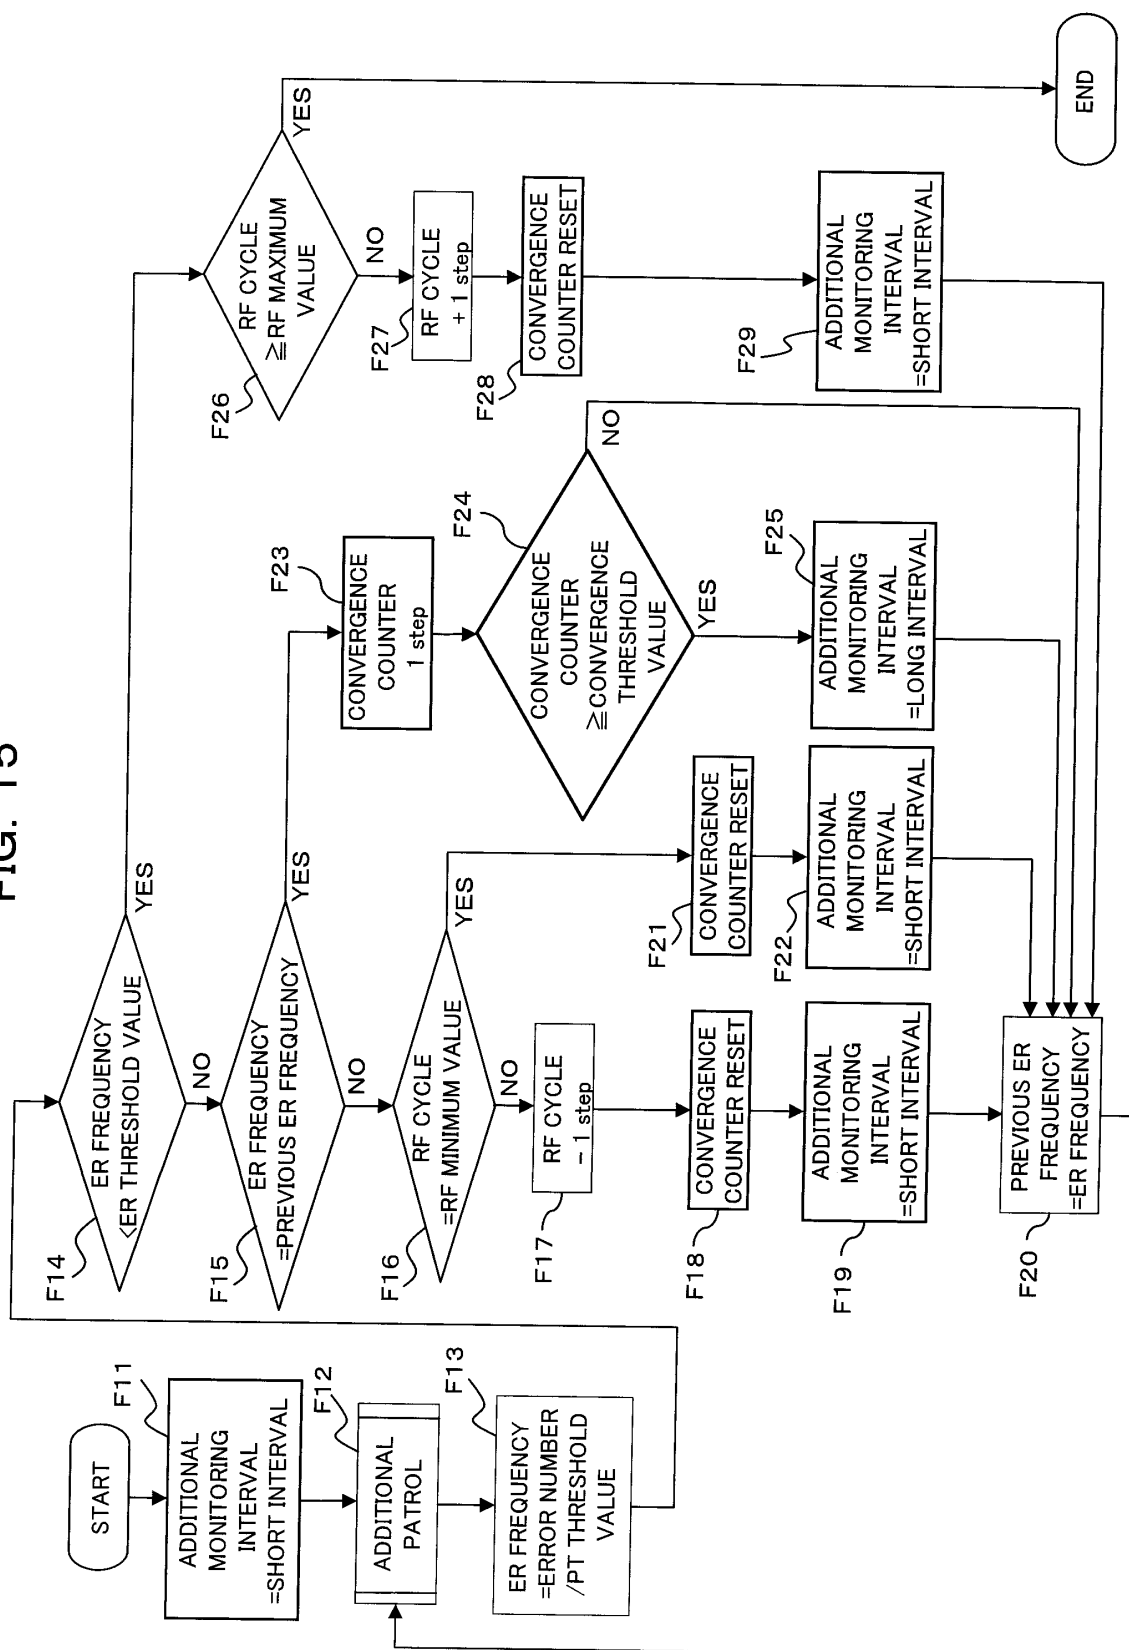 FIG. 15
START
F11
ADDITIONAL
MONITORING
INTERVAL
=SHORT INTERVAL
F12
ADDITIONAL
PATROL
F13
ER FREQUENCY
=ERROR NUMBER
/PT THRESHOLD
VALUE
F14
ER FREQUENCY
<ER THRESHOLD VALUE
YES
NO
F15
ER FREQUENCY
=PREVIOUS ER FREQUENCY
YES
NO
F16
RF CYCLE
=RF MINIMUM VALUE
YES
NO
F17
RF CYCLE
− 1 step
F18
CONVERGENCE
COUNTER RESET
F19
ADDITIONAL
MONITORING
INTERVAL
=SHORT INTERVAL
F20
PREVIOUS ER
FREQUENCY
=ER FREQUENCY
F21
CONVERGENCE
COUNTER RESET
F22
ADDITIONAL
MONITORING
INTERVAL
=SHORT INTERVAL
F23
CONVERGENCE
COUNTER
1 step
F24
CONVERGENCE
COUNTER
≧CONVERGENCE
THRESHOLD
VALUE
NO
YES
F25
ADDITIONAL
MONITORING
INTERVAL
=LONG INTERVAL
F26
RF CYCLE
≧RF MAXIMUM
VALUE
YES
NO
F27
RF CYCLE
+ 1 step
F28
CONVERGENCE
COUNTER RESET
F29
ADDITIONAL
MONITORING
INTERVAL
=SHORT INTERVAL
END